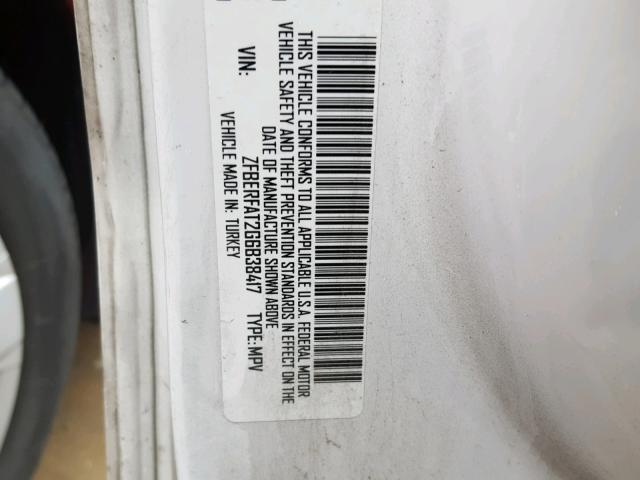 THIS VEHICLE CONFORMS TO ALL APPLICABLE U.S.A. FEDERAL MOTOR
VEHICLE SAFETY AND THEFT PREVENTION STANDARDS IN EFFECT ON THE
DATE OF MANUFACTURE SHOWN ABOVE
VIN: ZFBERFAT2G6B38417 TYPE: MPV
VEHICLE MADE IN: TURKEY